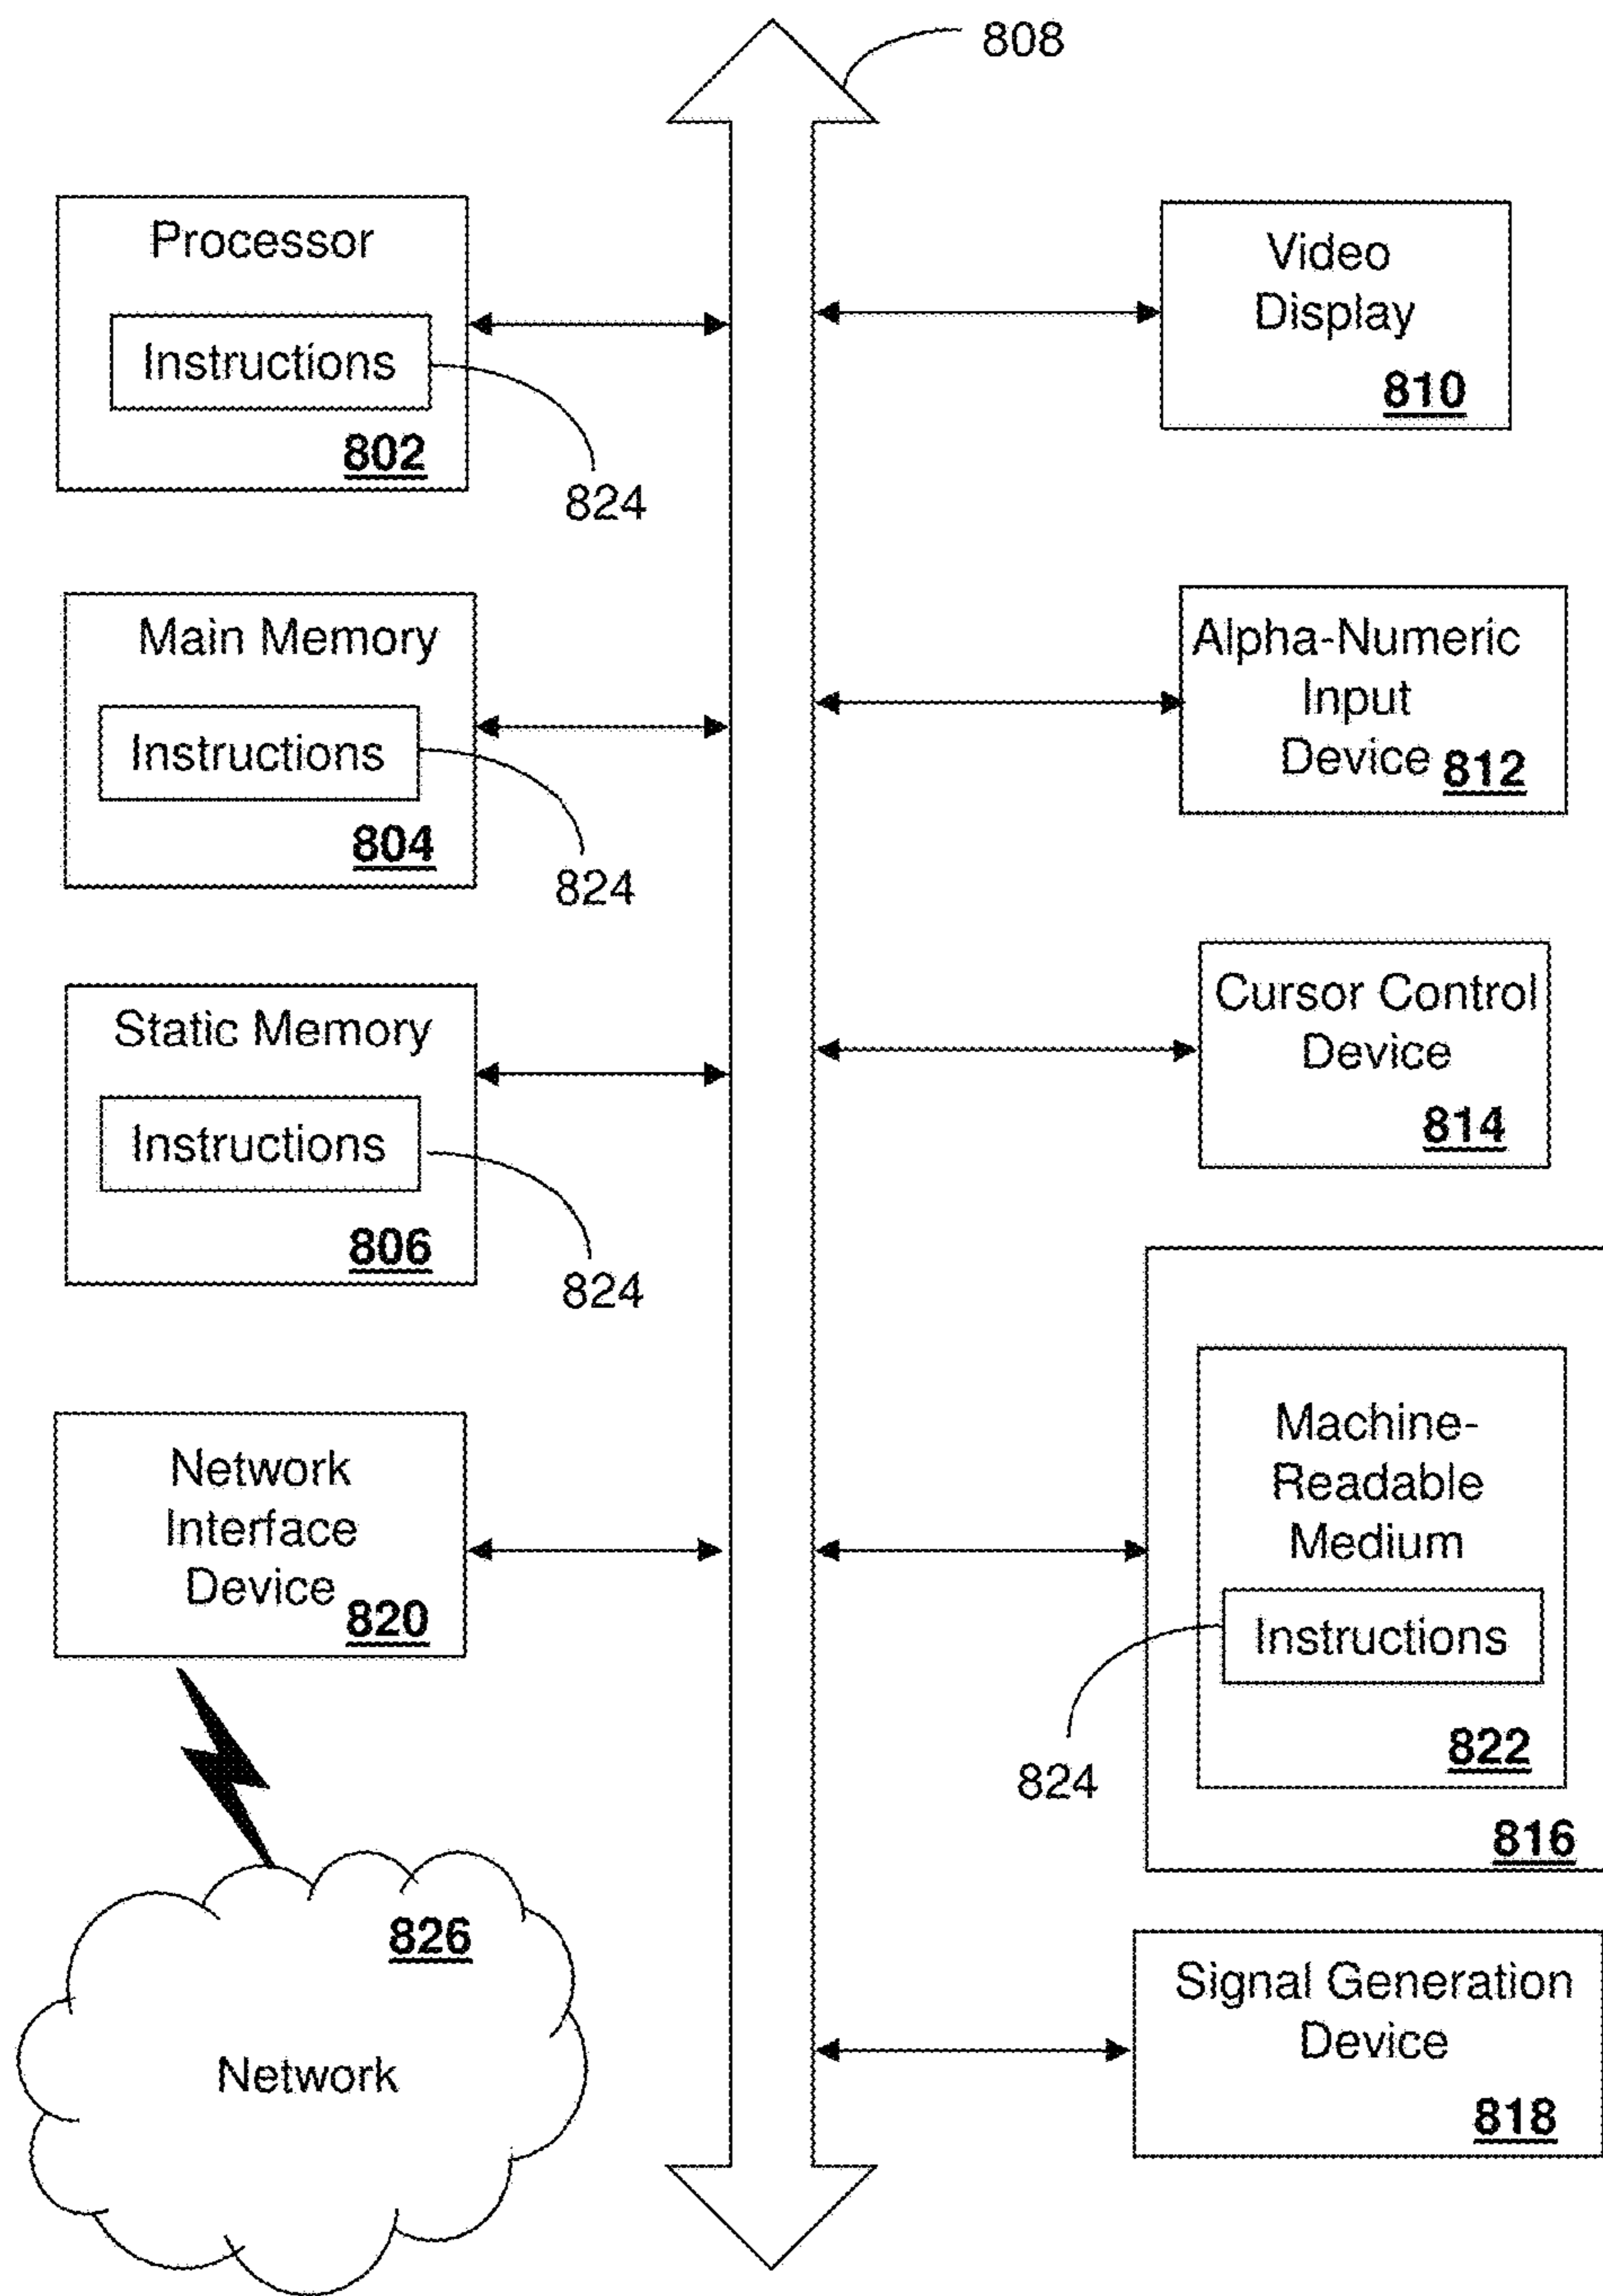 808
Processor
Instructions
802
824
Main Memory
Instructions
804
824
Static Memory
Instructions
806
824
Network
Interface
Device
820
826
Network
Video
Display
810
Alpha-Numeric
Input
Device
812
Cursor Control
Device
814
Machine-
Readable
Medium
Instructions
822
824
816
Signal Generation
Device
818